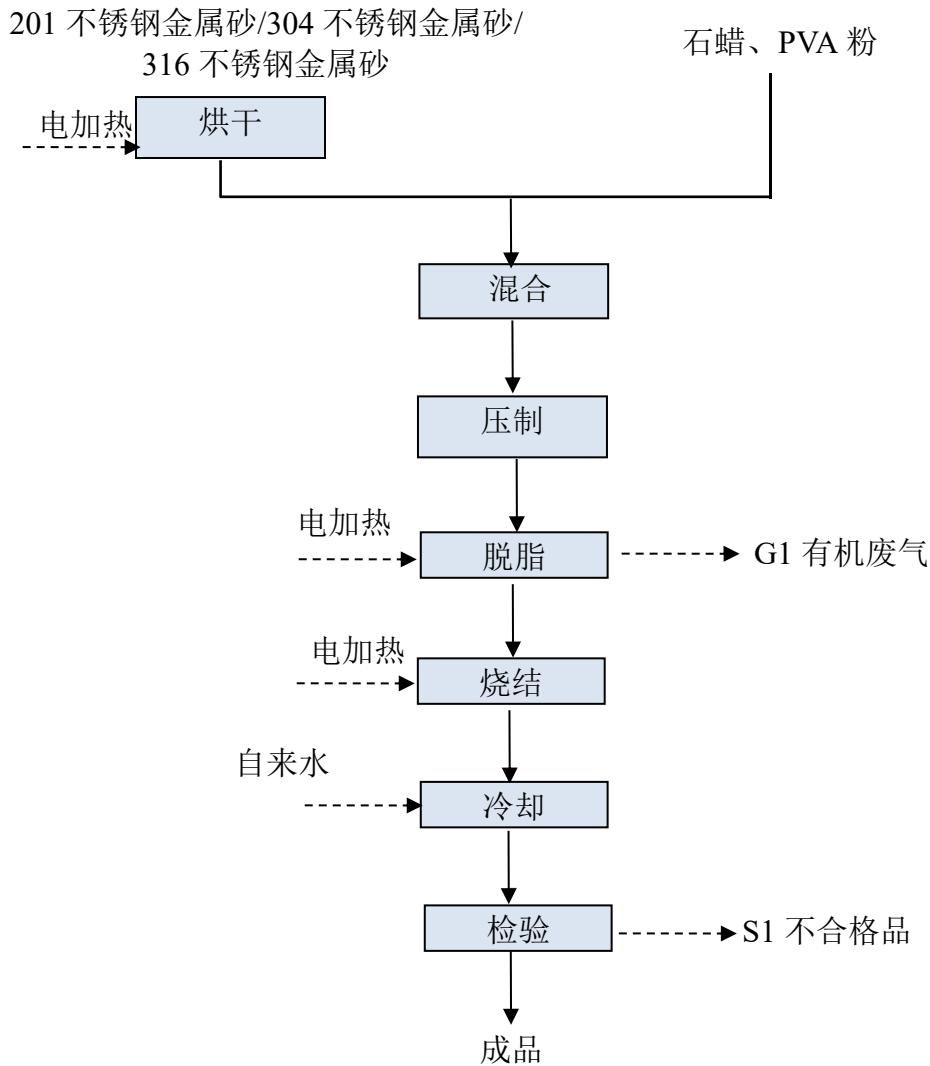 201 不锈钢金属砂/304 不锈钢金属砂/
316 不锈钢金属砂
石蜡、PVA 粉
电加热
烘干
混合
压制
电加热
脱脂
G1 有机废气
电加热
烧结
自来水
冷却
检验
S1 不合格品
成品